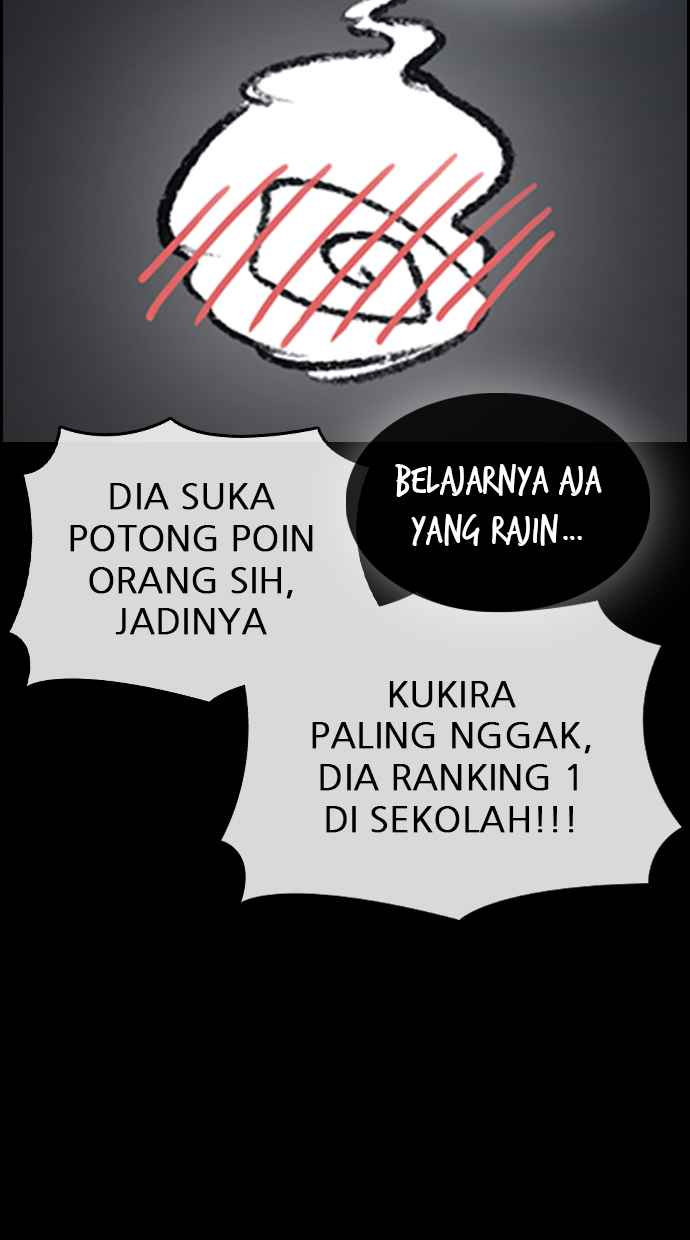 BELAJARNYA AJA
YANG RAJIN...
DIA SUKA
POTONG POIN
ORANG SIH,
JADINYA
KUKIRA
PALING NGGAK,
DIA RANKING 1
DI SEKOLAH!!!